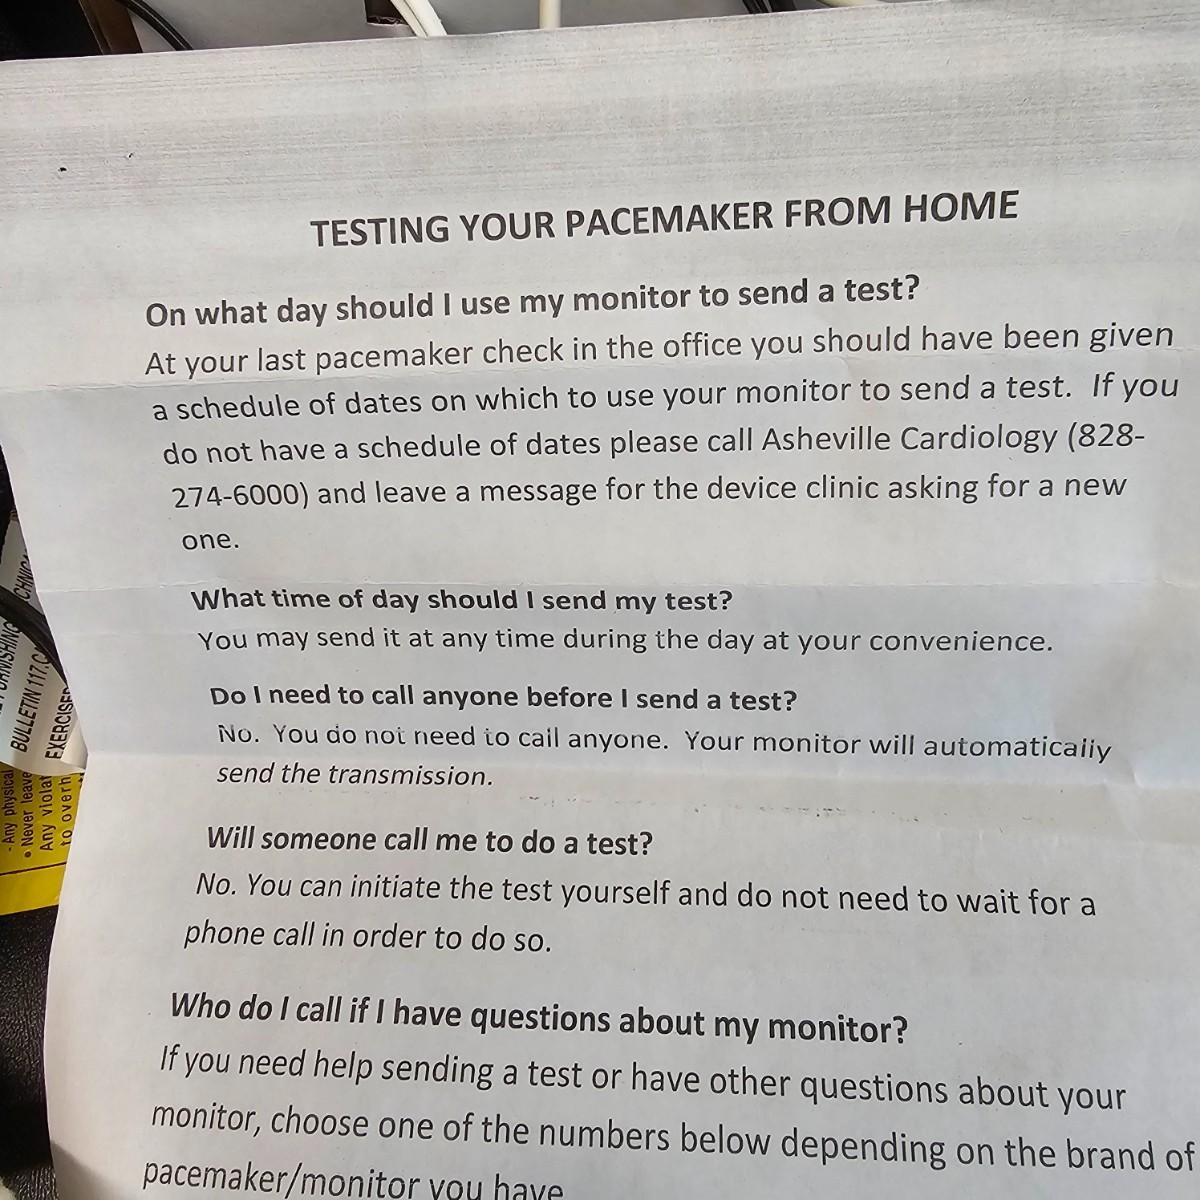 TESTING YOUR PACEMAKER FROM HOME
On what day should I use my monitor to send a test?
At your last pacemaker check in the office you should have been given
a schedule of dates on which to use your monitor to send a test. If you
do not have a schedule of dates please call Asheville Cardiology (828-
274-6000) and leave a message for the device clinic asking for a new
one.
What time of day should I send my test?
You may send it at any time during the day at your convenience.
Do I need to call anyone before I send a test?
No. You do not need to call anyone. Your monitor will automatically
send the transmission.
Will someone call me to do a test?
No. You can initiate the test yourself and do not need to wait for a
phone call in order to do so.
Who do I call if I have questions about my monitor?
If you need help sending a test or have other questions about your
monitor, choose one of the numbers below depending on the brand of
pacemaker/monitor you have
BULLETIN 117.
EXERCISED
- Any physical
• Never leave
Any violat
to overh